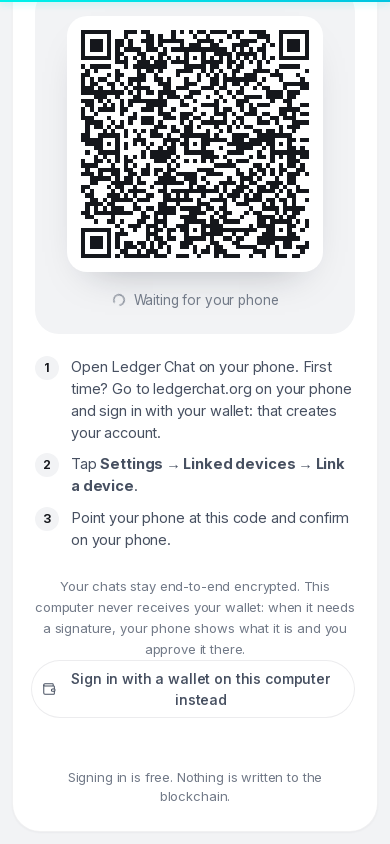 Waiting for your phone
1 Open Ledger Chat on your phone. First
time? Go to ledgerchat.org on your phone
and sign in with your wallet: that creates
your account.
2 Tap Settings → Linked devices → Link
a device.
3 Point your phone at this code and confirm
on your phone.
Your chats stay end-to-end encrypted. This
computer never receives your wallet: when it needs
a signature, your phone shows what it is and you
approve it there.
Sign in with a wallet on this computer
instead
Signing in is free. Nothing is written to the
blockchain.